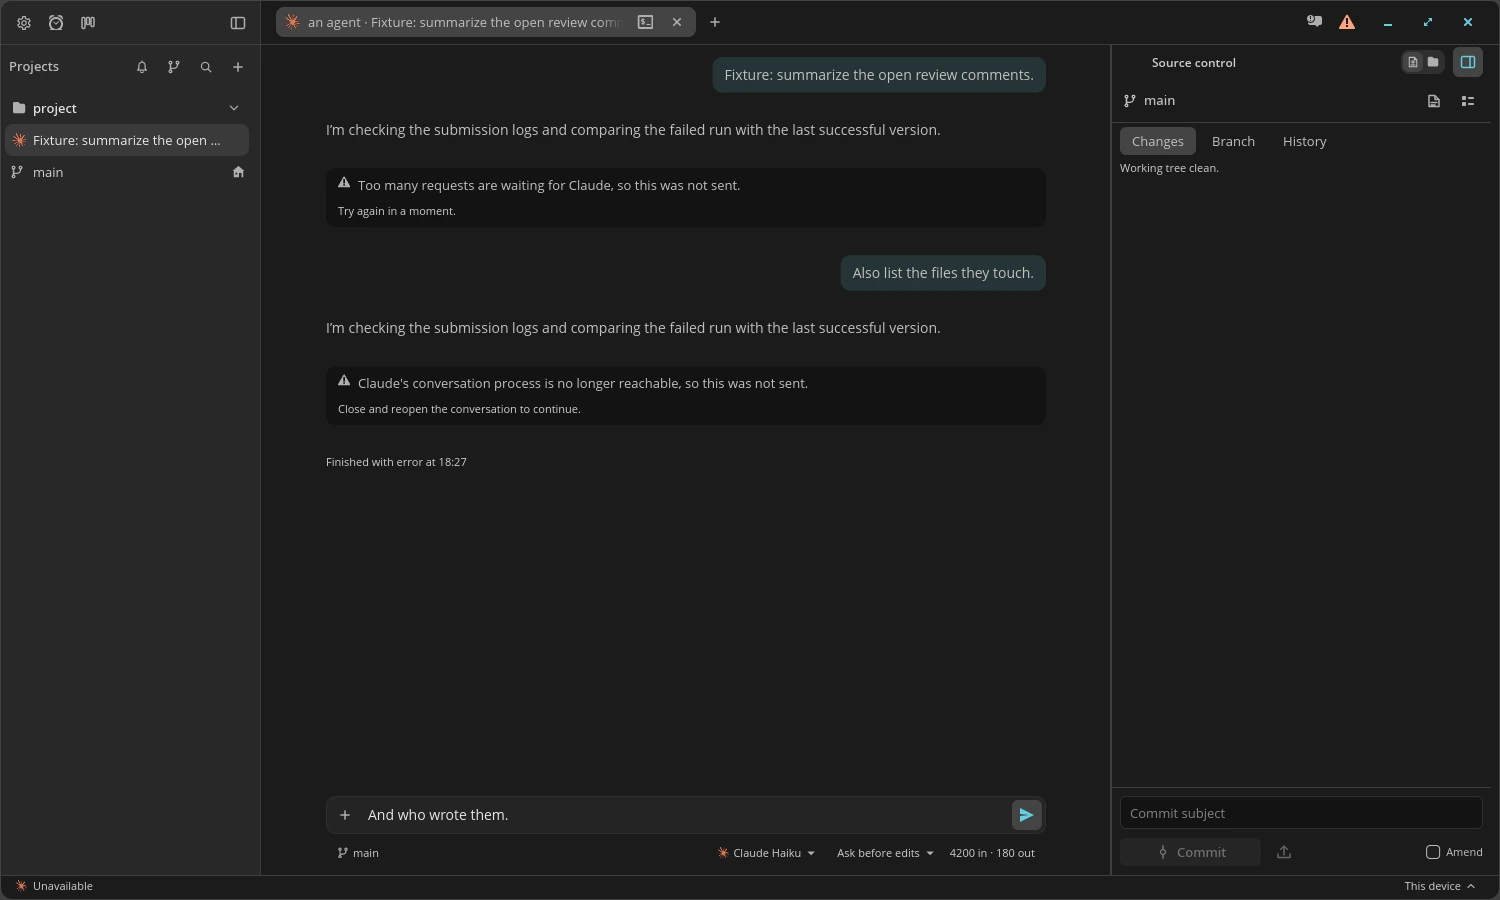 an agent · Fixture: summarize the open review com
Projects
project
Fixture: summarize the open ...
main
Fixture: summarize the open review comments.
I'm checking the submission logs and comparing the failed run with the last successful version.
Too many requests are waiting for Claude, so this was not sent.
Try again in a moment.
Also list the files they touch.
I'm checking the submission logs and comparing the failed run with the last successful version.
Claude's conversation process is no longer reachable, so this was not sent.
Close and reopen the conversation to continue.
Finished with error at 18:27
And who wrote them.
main
Claude Haiku
Ask before edits
4200 in · 180 out
Source control
main
Changes
Branch
History
Working tree clean.
Commit subject
Commit
Amend
Unavailable
This device